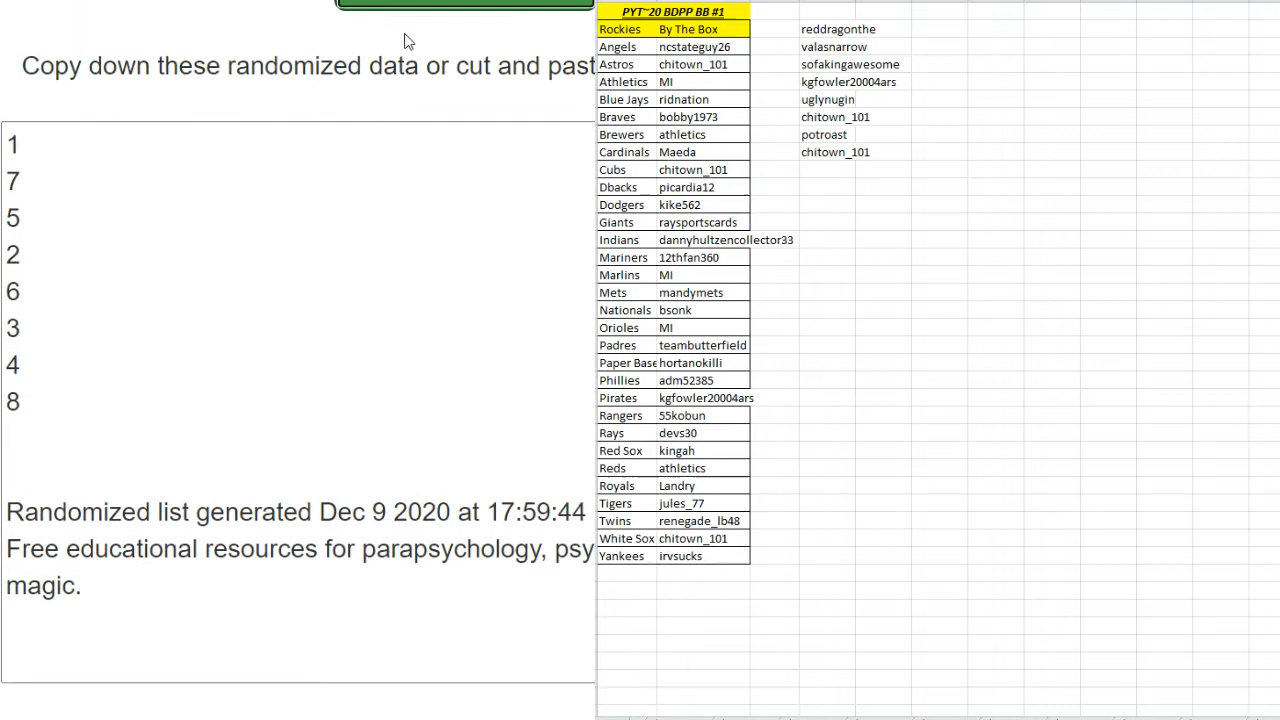 Copy down these randomized data or cut and past
1
7
5
2
6
3
4
8
Randomized list generated Dec 9 2020 at 17:59:44
Free educational resources for parapsychology, psy
magic.
PYT~20 BDPP BB #1
Rockies By The Box reddragonthe
Angels ncstateguy26 valasnarrow
Astros chitown_101 sofakingawesome
Athletics MI kgfowler20004ars
Blue Jays ridnation uglynugin
Braves bobby1973 chitown_101
Brewers athletics potroast
Cardinals Maeda chitown_101
Cubs chitown_101
Dbacks picardia12
Dodgers kike562
Giants raysportscards
Indians dannyhultzencollector33
Mariners 12thfan360
Marlins MI
Mets mandymets
Nationals bsonk
Orioles MI
Padres teambutterfield
Paper Base hortanokilli
Phillies adm52385
Pirates kgfowler20004ars
Rangers 55kobun
Rays devs30
Red Sox kingah
Reds athletics
Royals Landry
Tigers jules_77
Twins renegade_lb48
White Sox chitown_101
Yankees irvsucks